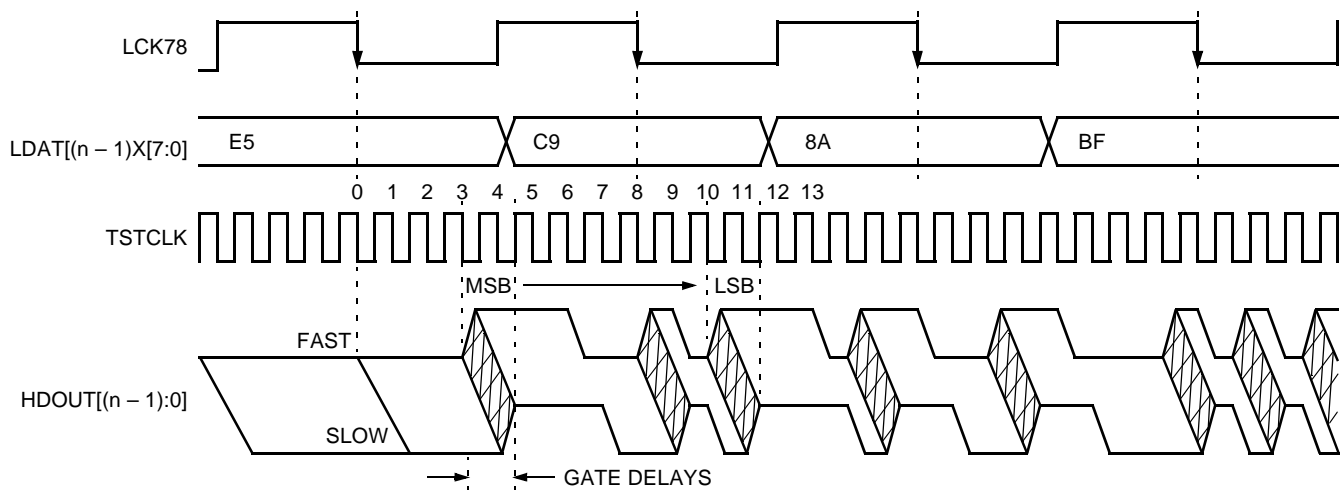 LCK78
LDAT[(n – 1)X[7:0] E5 C9 8A BF
0 1 2 3 4 5 6 7 8 9 10 11 12 13
TSTCLK
MSB LSB
FAST
HDOUT[(n – 1):0]
SLOW
GATE DELAYS